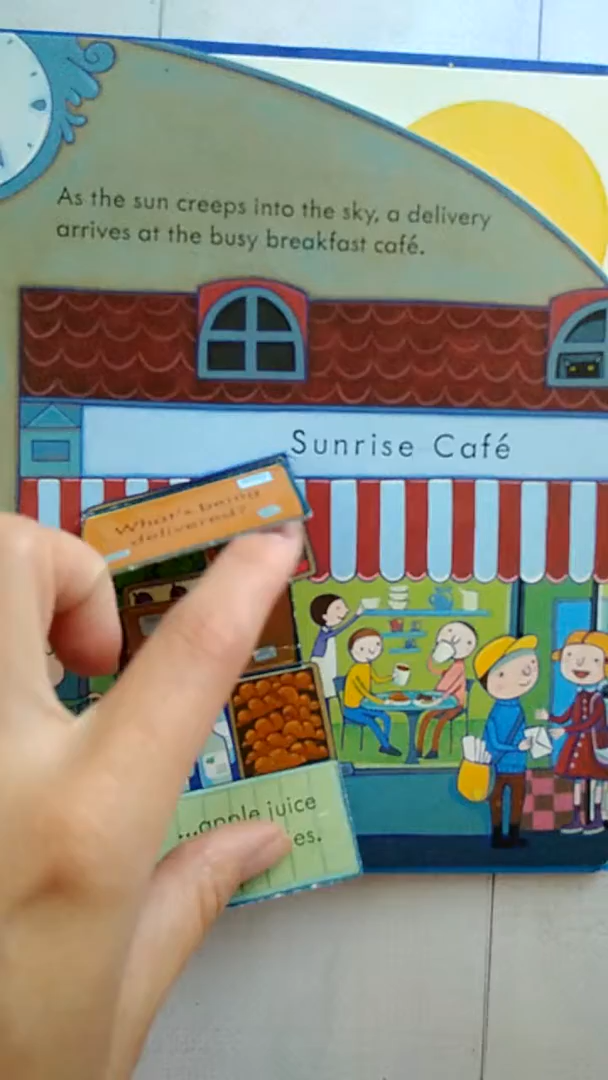 As the sun creeps into the sky, a delivery
arrives at the busy breakfast café.
Sunrise Café
What's being
delivered?
...apple juice
es.